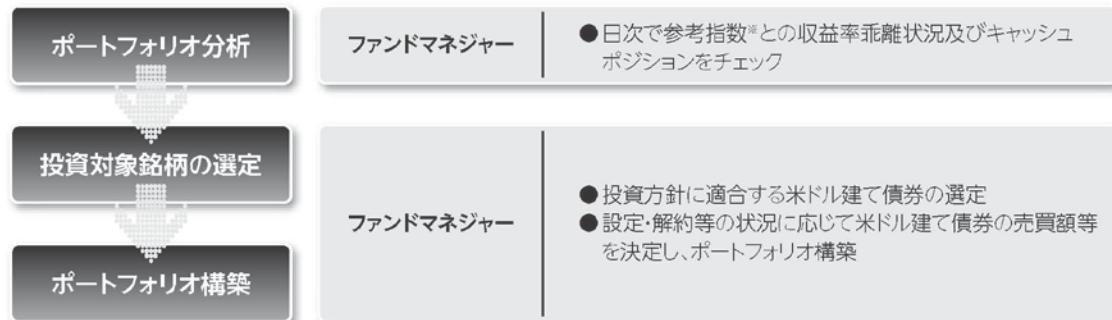 ポートフォリオ分析
ファンドマネジャー
●日次で参考指数※との収益率乖離状況及びキャッシュ
ポジションをチェック
投資対象銘柄の選定
ポートフォリオ構築
ファンドマネジャー
●投資方針に適合する米ドル建て債券の選定
●設定・解約等の状況に応じて米ドル建て債券の売買額等
を決定し、ポートフォリオ構築